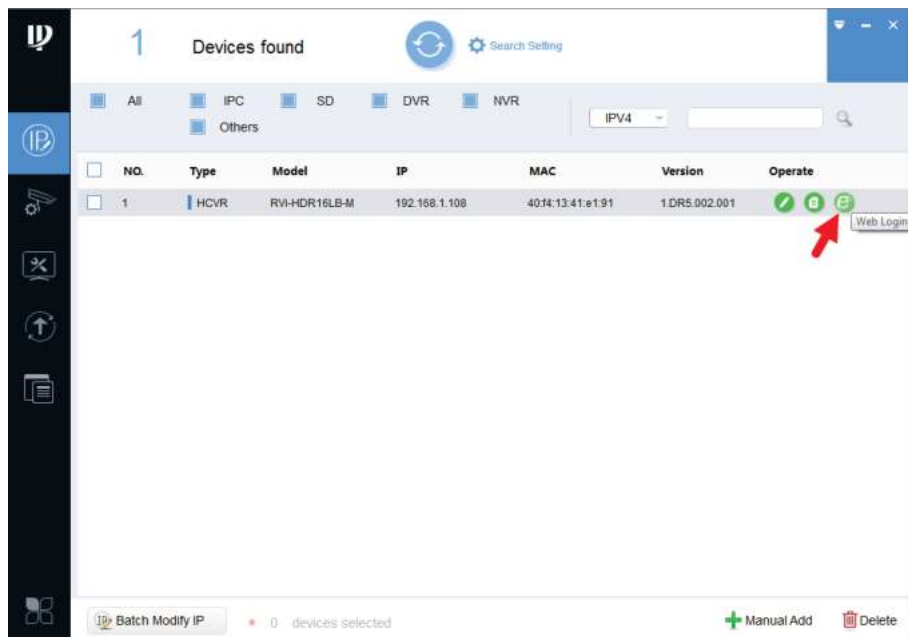 1 Devices found Search Setting
All IPC SD DVR NVR
Others
IPV4
NO. Type Model IP MAC Version Operate
1 HCVR RVi-HDR16LB-M 192.168.1.108 40:f4:13:41:e1:91 1.DR5.002.001
Web Login
Batch Modify IP 0 devices selected Manual Add Delete